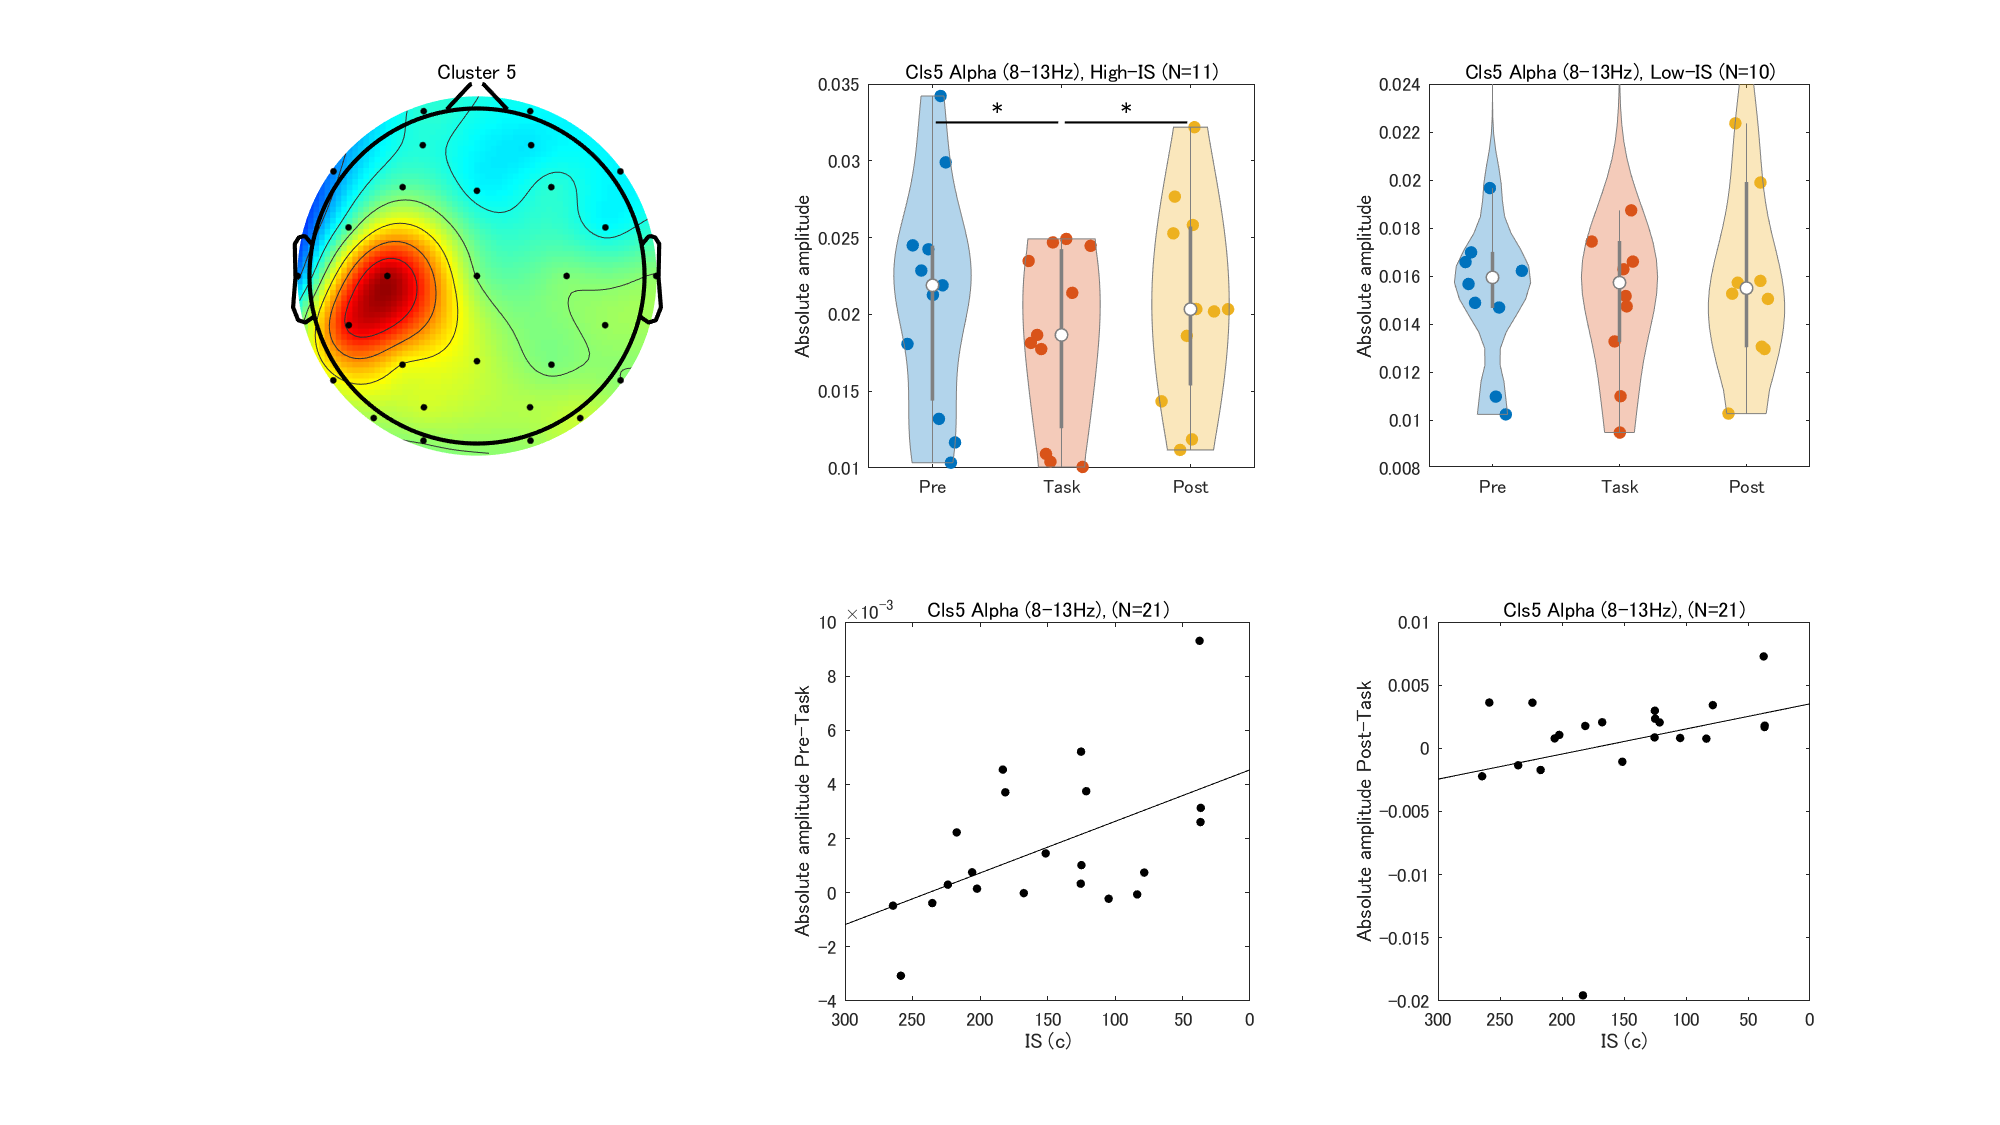 Cluster 5
Cls5 Alpha (8-13Hz), High-IS (N=11)
Absolute amplitude
0.035
0.03
0.025
0.02
0.015
0.01
* *
Pre Task Post
Cls5 Alpha (8-13Hz), Low-IS (N=10)
Absolute amplitude
0.024
0.022
0.02
0.018
0.016
0.014
0.012
0.01
0.008
Pre Task Post
×10⁻³
Cls5 Alpha (8-13Hz), (N=21)
Absolute amplitude Pre-Task
10
8
6
4
2
0
-2
-4
300 250 200 150 100 50 0
IS (c)
Cls5 Alpha (8-13Hz), (N=21)
Absolute amplitude Post-Task
0.01
0.005
0
-0.005
-0.01
-0.015
-0.02
300 250 200 150 100 50 0
IS (c)